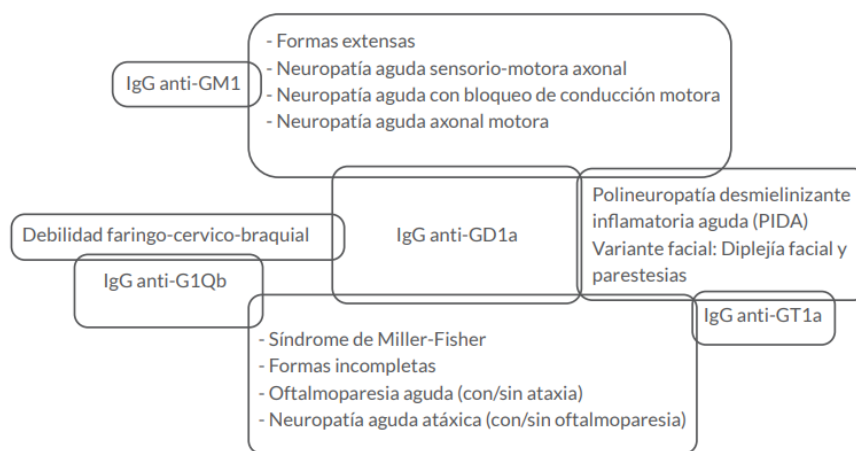 - Formas extensas
- Neuropatía aguda sensorio-motora axonal
- Neuropatía aguda con bloqueo de conducción motora
- Neuropatía aguda axonal motora
IgG anti-GM1
Debilidad faringo-cervico-braquial
IgG anti-GD1a
Polineuropatía desmielinizante
inflamatoria aguda (PIDA)
Variante facial: Diplejía facial y
parestesias
IgG anti-G1Qb
IgG anti-GT1a
- Síndrome de Miller-Fisher
- Formas incompletas
- Oftalmoparesia aguda (con/sin ataxia)
- Neuropatía aguda atáxica (con/sin oftalmoparesia)